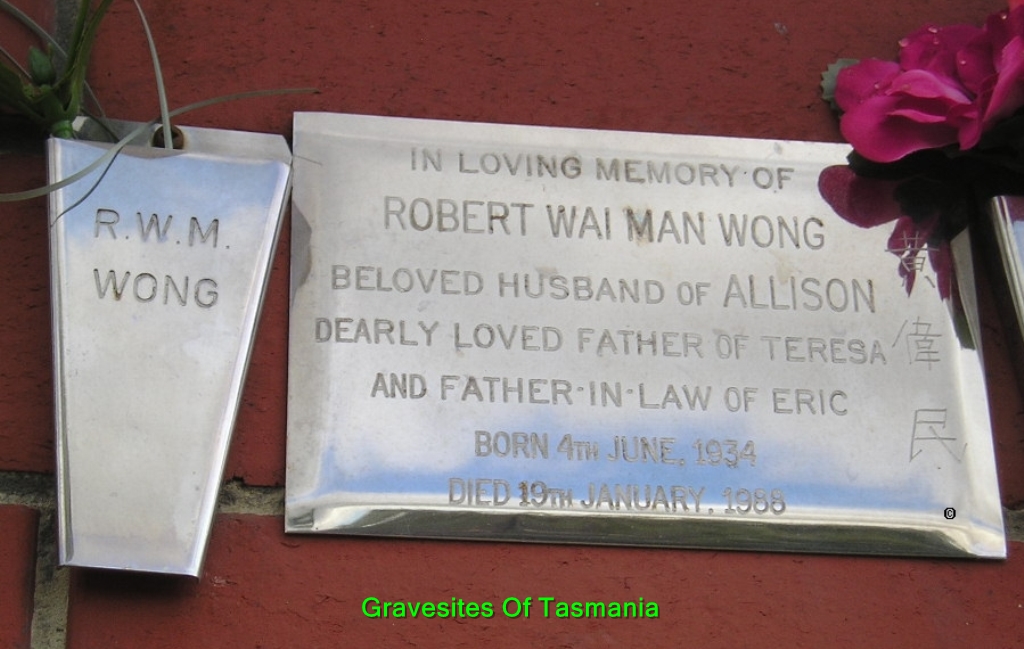 R.W.M.
WONG
IN LOVING MEMORY OF
ROBERT WAI MAN WONG
BELOVED HUSBAND OF ALLISON
DEARLY LOVED FATHER OF TERESA
AND FATHER-IN-LAW OF ERIC
BORN 4TH JUNE, 1934
DIED 19TH JANUARY, 1988
黃偉民
©
Gravesites Of Tasmania